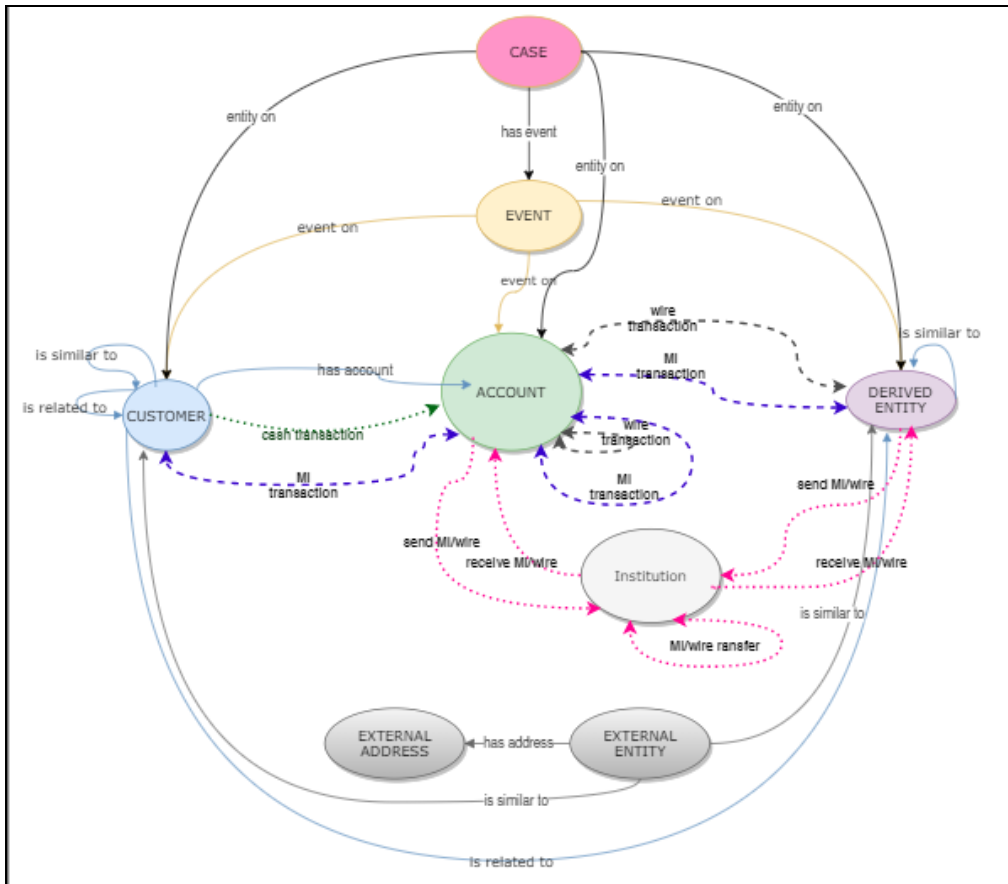 CASE
entity on
entity on
has event
entity on
EVENT
event on
event on
event on
wire
transaction
is similar to
is similar to
MI
transaction
has account
ACCOUNT
DERIVED
ENTITY
is related to
CUSTOMER
cash transaction
wire
transaction
MI
transaction
MI
transaction
send MI/wire
send MI/wire
receive MI/wire
receive MI/wire
Institution
is similar to
MI/wire ransfer
EXTERNAL
ADDRESS
has address
EXTERNAL
ENTITY
is similar to
is related to